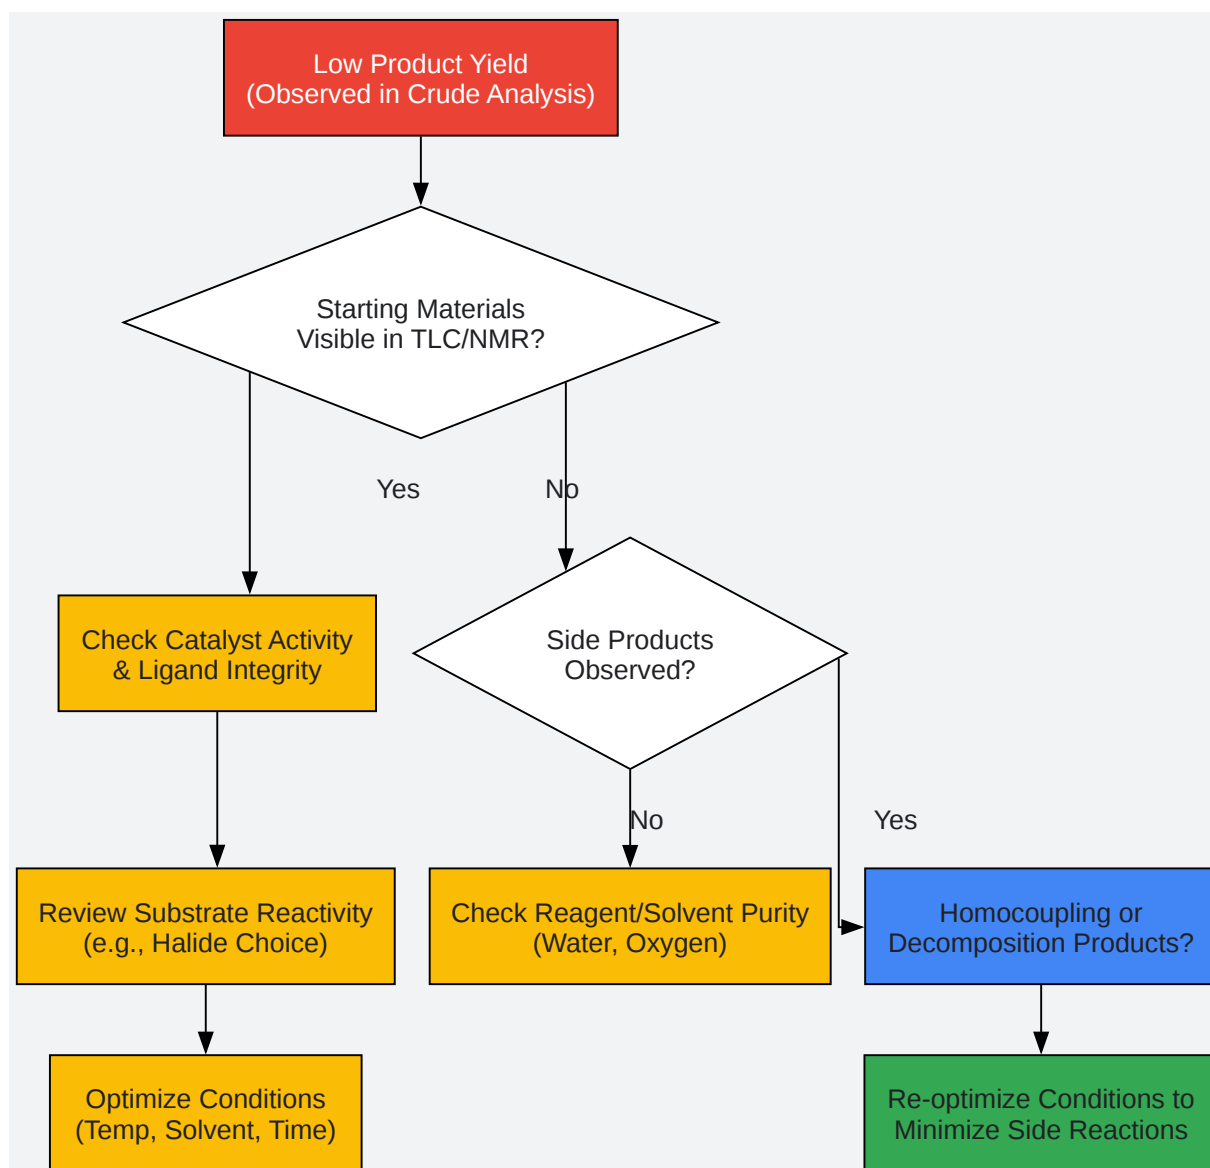 Low Product Yield
(Observed in Crude Analysis)
Starting Materials
Visible in TLC/NMR?
Yes
No
Check Catalyst Activity
& Ligand Integrity
Side Products
Observed?
No
Yes
Review Substrate Reactivity
(e.g., Halide Choice)
Check Reagent/Solvent Purity
(Water, Oxygen)
Homocoupling or
Decomposition Products?
Optimize Conditions
(Temp, Solvent, Time)
Re-optimize Conditions to
Minimize Side Reactions